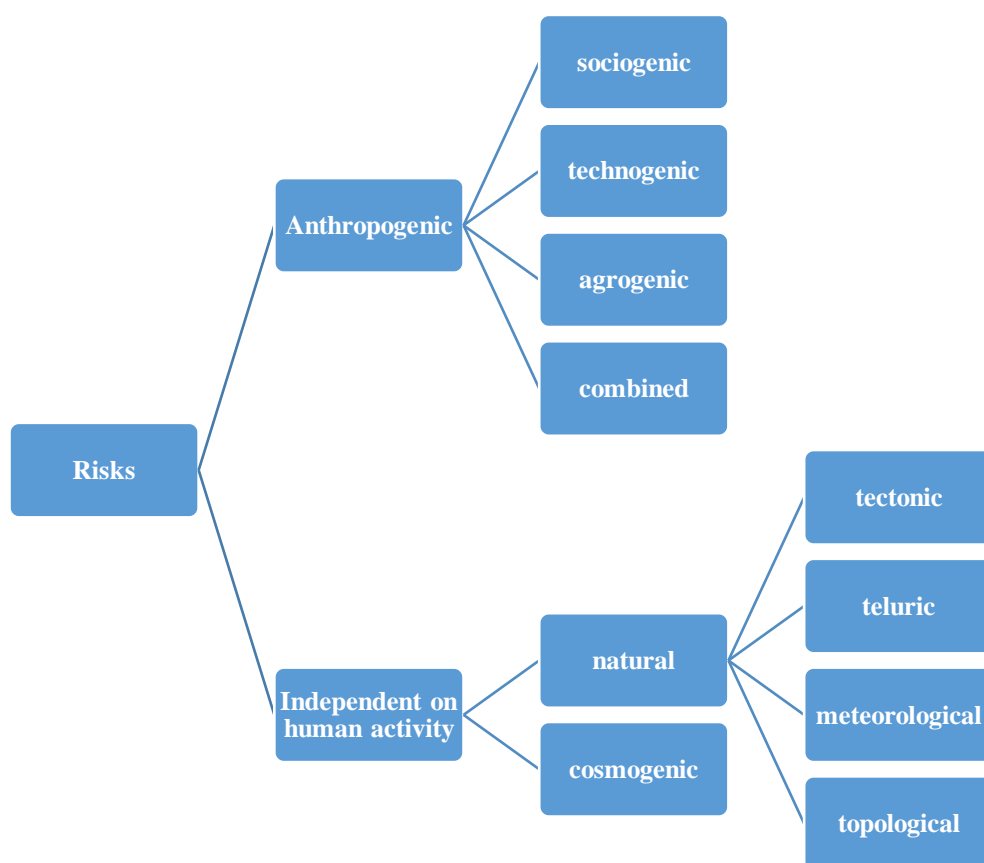 sociogenic
technogenic
Anthropogenic
agrogenic
combined
Risks
tectonic
teluric
natural
Independent on
human activity
meteorological
cosmogenic
topological